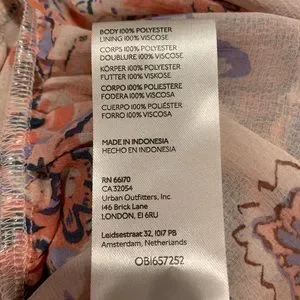 BODY 100% POLYESTER
LINING 100% VISCOSE
CORPS 100% POLYESTER
DOUBLURE 100% VISCOSE
KÖRPER 100% POLYESTER
FUTTER 100% VISKOSE
CORPO 100% POLIESTERE
FODERA 100% VISCOSA
CUERPO 100% POLIÉSTER
FORRO 100% VISCOSA
MADE IN INDONESIA
HECHO EN INDONESIA
RN 66170
CA 32054
Urban Outfitters, Inc.
146 Brick Lane
LONDON, E1 6RU
Leidsestraat 32, 1017 PB
Amsterdam, Netherlands
OB1657252